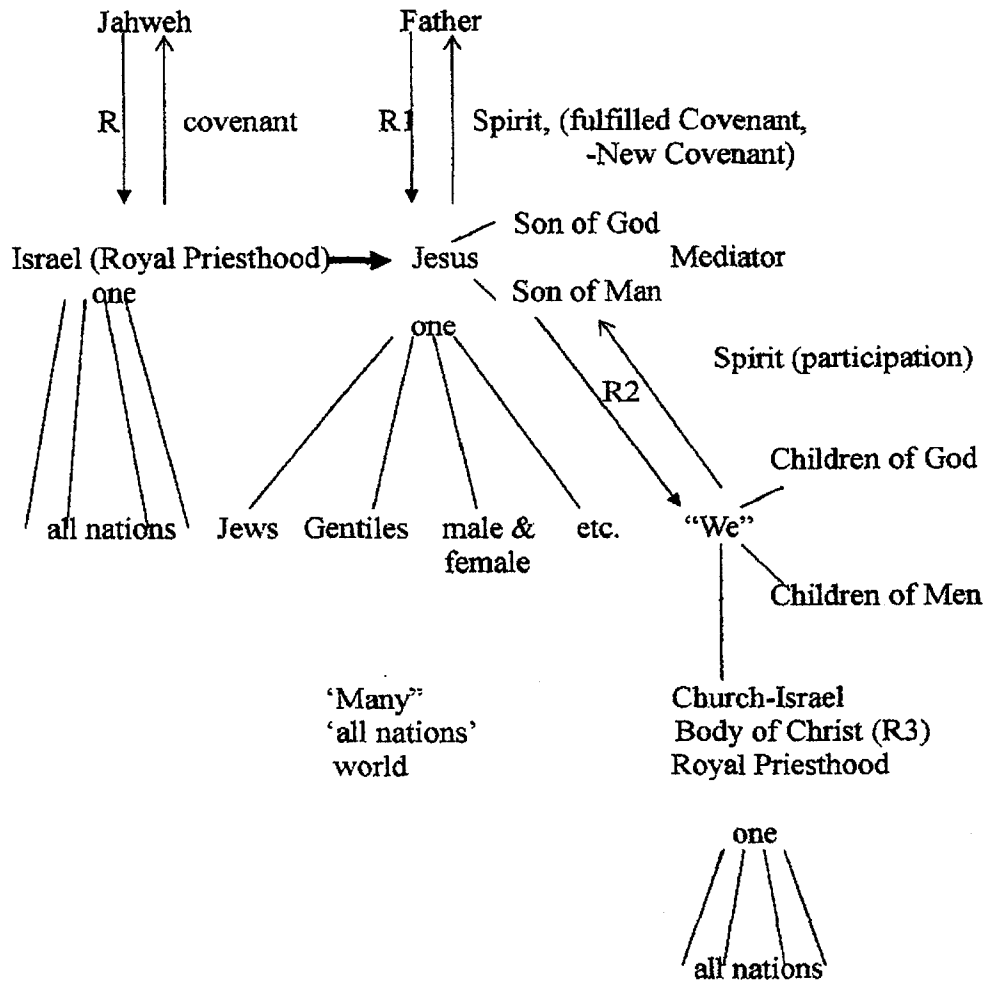 Jahweh Father
R covenant R1 Spirit, (fulfilled Covenant,
-New Covenant)
Son of God
Israel (Royal Priesthood) Jesus Mediator
one Son of Man
one
Spirit (participation)
R2
Children of God
all nations Jews Gentiles male & etc. “We”
female
Children of Men
‘Many” Church-Israel
‘all nations’ Body of Christ (R3)
world Royal Priesthood
one
all nations